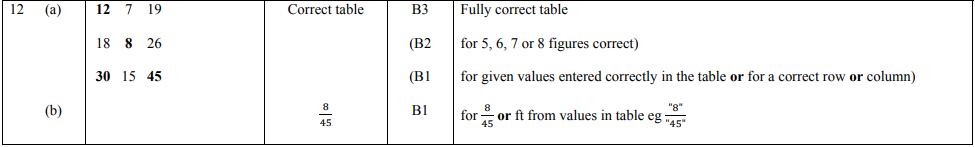 12 (a) 12 7 19 Correct table B3 Fully correct table
18 8 26 (B2 for 5, 6, 7 or 8 figures correct)
30 15 45 (B1 for given values entered correctly in the table or for a correct row or column)
(b) 8/45 B1 for 8/45 or ft from values in table eg "8"/"45"